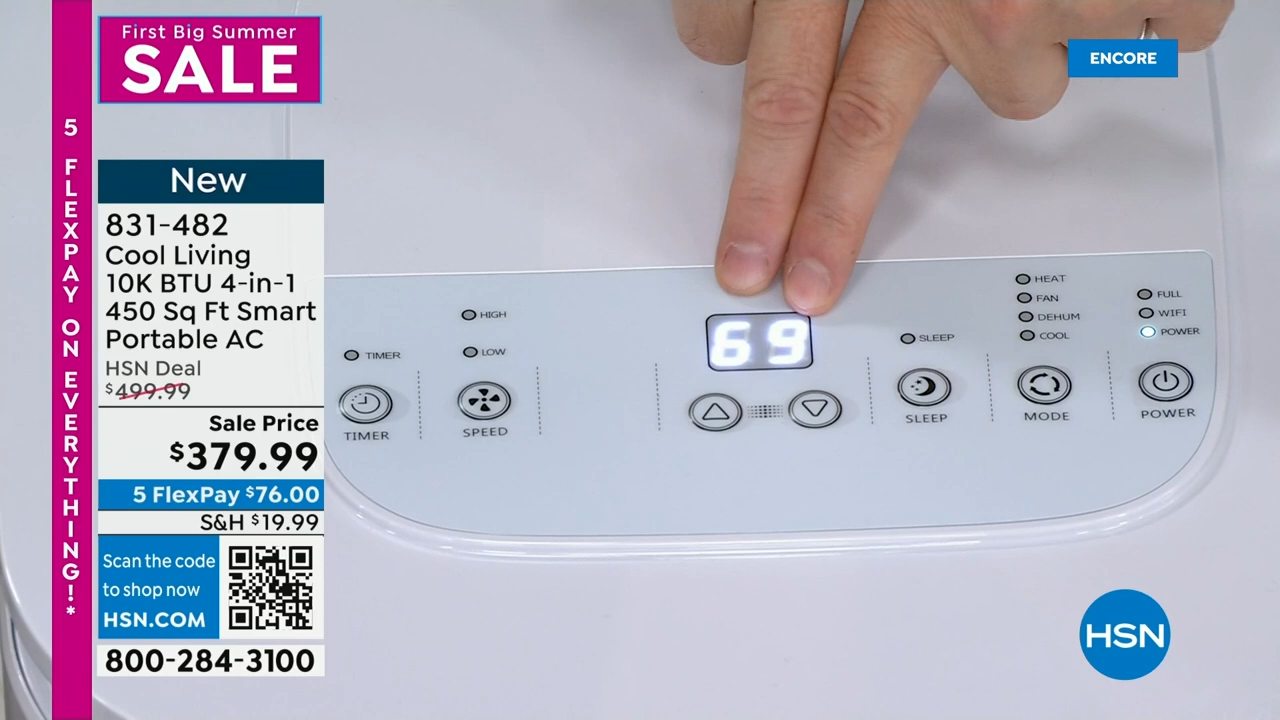 First Big Summer
SALE
ENCORE
5 FLEXPAY ON EVERYTHING!*
New
831-482
Cool Living
10K BTU 4-in-1
450 Sq Ft Smart
Portable AC
HSN Deal
$499.99
Sale Price
$379.99
5 FlexPay $76.00
S&H $19.99
Scan the code
to shop now
HSN.COM
800-284-3100
TIMER
TIMER
HIGH
LOW
SPEED
69
SLEEP
SLEEP
HEAT
FAN
DEHUM
COOL
MODE
FULL
WIFI
POWER
POWER
HSN